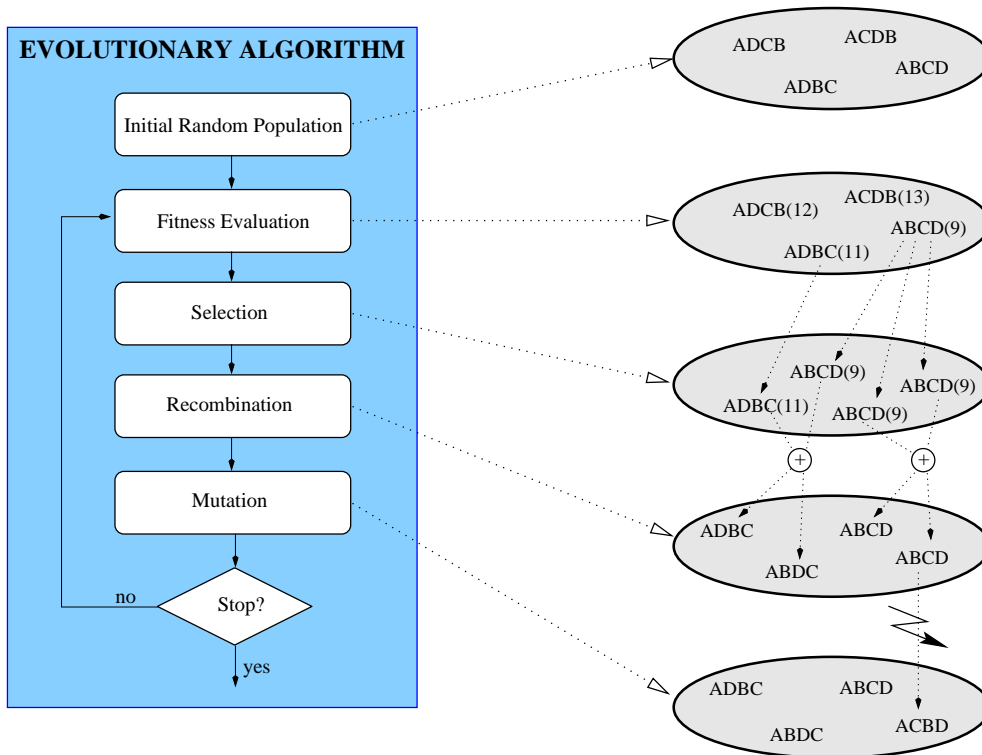 EVOLUTIONARY ALGORITHM
Initial Random Population
Fitness Evaluation
Selection
Recombination
Mutation
Stop?
no
yes
ADCB
ACDB
ABCD
ADBC
ADCB(12)
ACDB(13)
ABCD(9)
ADBC(11)
ABCD(9)
ABCD(9)
ADBC(11)
ABCD(9)
+
+
ADBC
ABCD
ABCD
ABDC
ADBC
ABCD
ACBD
ABDC